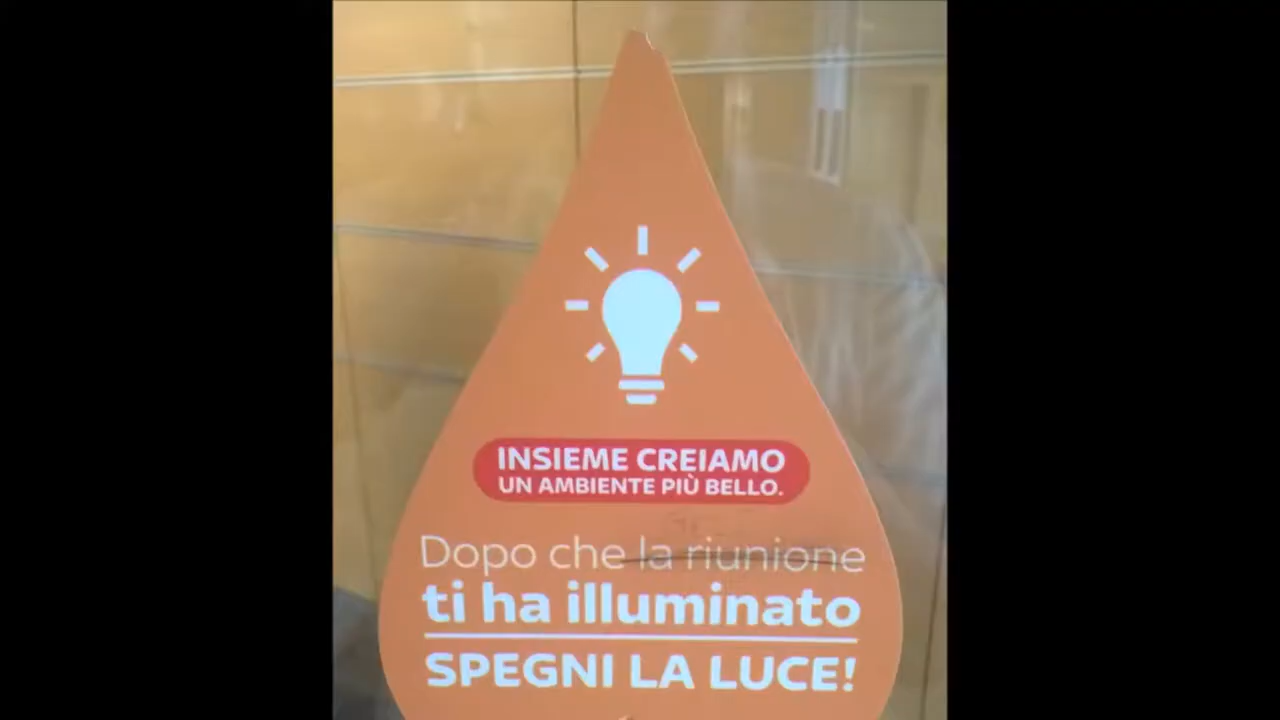 INSIEME CREIAMO
UN AMBIENTE PIÙ BELLO.
Dopo che la riunione
ti ha illuminato
SPEGNI LA LUCE!